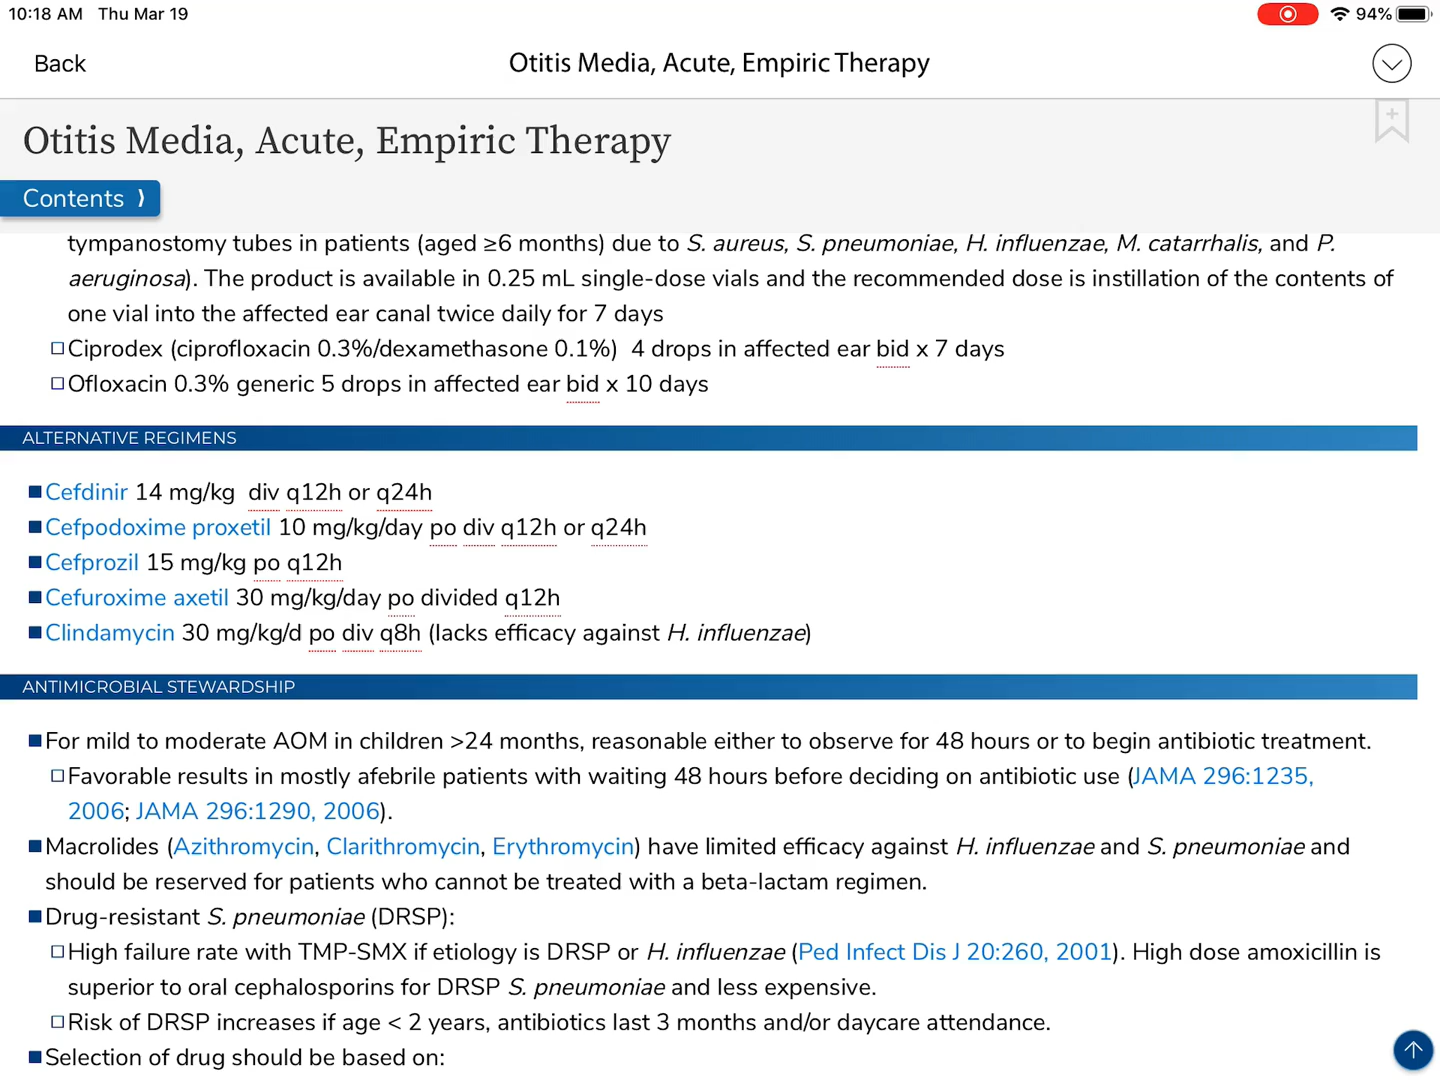 10:18 AM Thu Mar 19
94%
Back
Otitis Media, Acute, Empiric Therapy
Otitis Media, Acute, Empiric Therapy
Contents
tympanostomy tubes in patients (aged ≥6 months) due to S. aureus, S. pneumoniae, H. influenzae, M. catarrhalis, and P.
aeruginosa). The product is available in 0.25 mL single-dose vials and the recommended dose is instillation of the contents of
one vial into the affected ear canal twice daily for 7 days
Ciprodex (ciprofloxacin 0.3%/dexamethasone 0.1%) 4 drops in affected ear bid x 7 days
Ofloxacin 0.3% generic 5 drops in affected ear bid x 10 days
ALTERNATIVE REGIMENS
Cefdinir 14 mg/kg div q12h or q24h
Cefpodoxime proxetil 10 mg/kg/day po div q12h or q24h
Cefprozil 15 mg/kg po q12h
Cefuroxime axetil 30 mg/kg/day po divided q12h
Clindamycin 30 mg/kg/d po div q8h (lacks efficacy against H. influenzae)
ANTIMICROBIAL STEWARDSHIP
For mild to moderate AOM in children >24 months, reasonable either to observe for 48 hours or to begin antibiotic treatment.
Favorable results in mostly afebrile patients with waiting 48 hours before deciding on antibiotic use (JAMA 296:1235,
2006; JAMA 296:1290, 2006).
Macrolides (Azithromycin, Clarithromycin, Erythromycin) have limited efficacy against H. influenzae and S. pneumoniae and
should be reserved for patients who cannot be treated with a beta-lactam regimen.
Drug-resistant S. pneumoniae (DRSP):
High failure rate with TMP-SMX if etiology is DRSP or H. influenzae (Ped Infect Dis J 20:260, 2001). High dose amoxicillin is
superior to oral cephalosporins for DRSP S. pneumoniae and less expensive.
Risk of DRSP increases if age < 2 years, antibiotics last 3 months and/or daycare attendance.
Selection of drug should be based on: